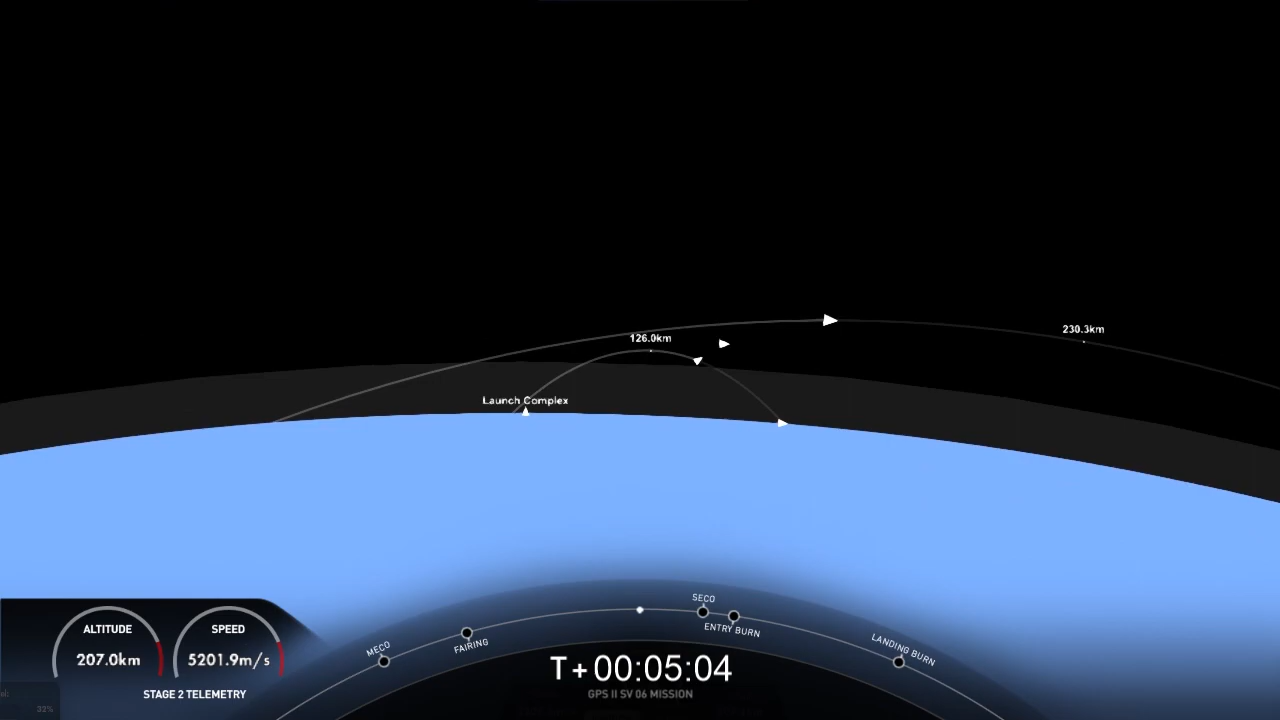 126.0km
230.3km
Launch Complex
ALTITUDE
207.0km
SPEED
5201.9m/s
STAGE 2 TELEMETRY
MECO
FAIRING
SECO
ENTRY BURN
LANDING BURN
T+00:05:04
GPS II SV 06 MISSION
32%